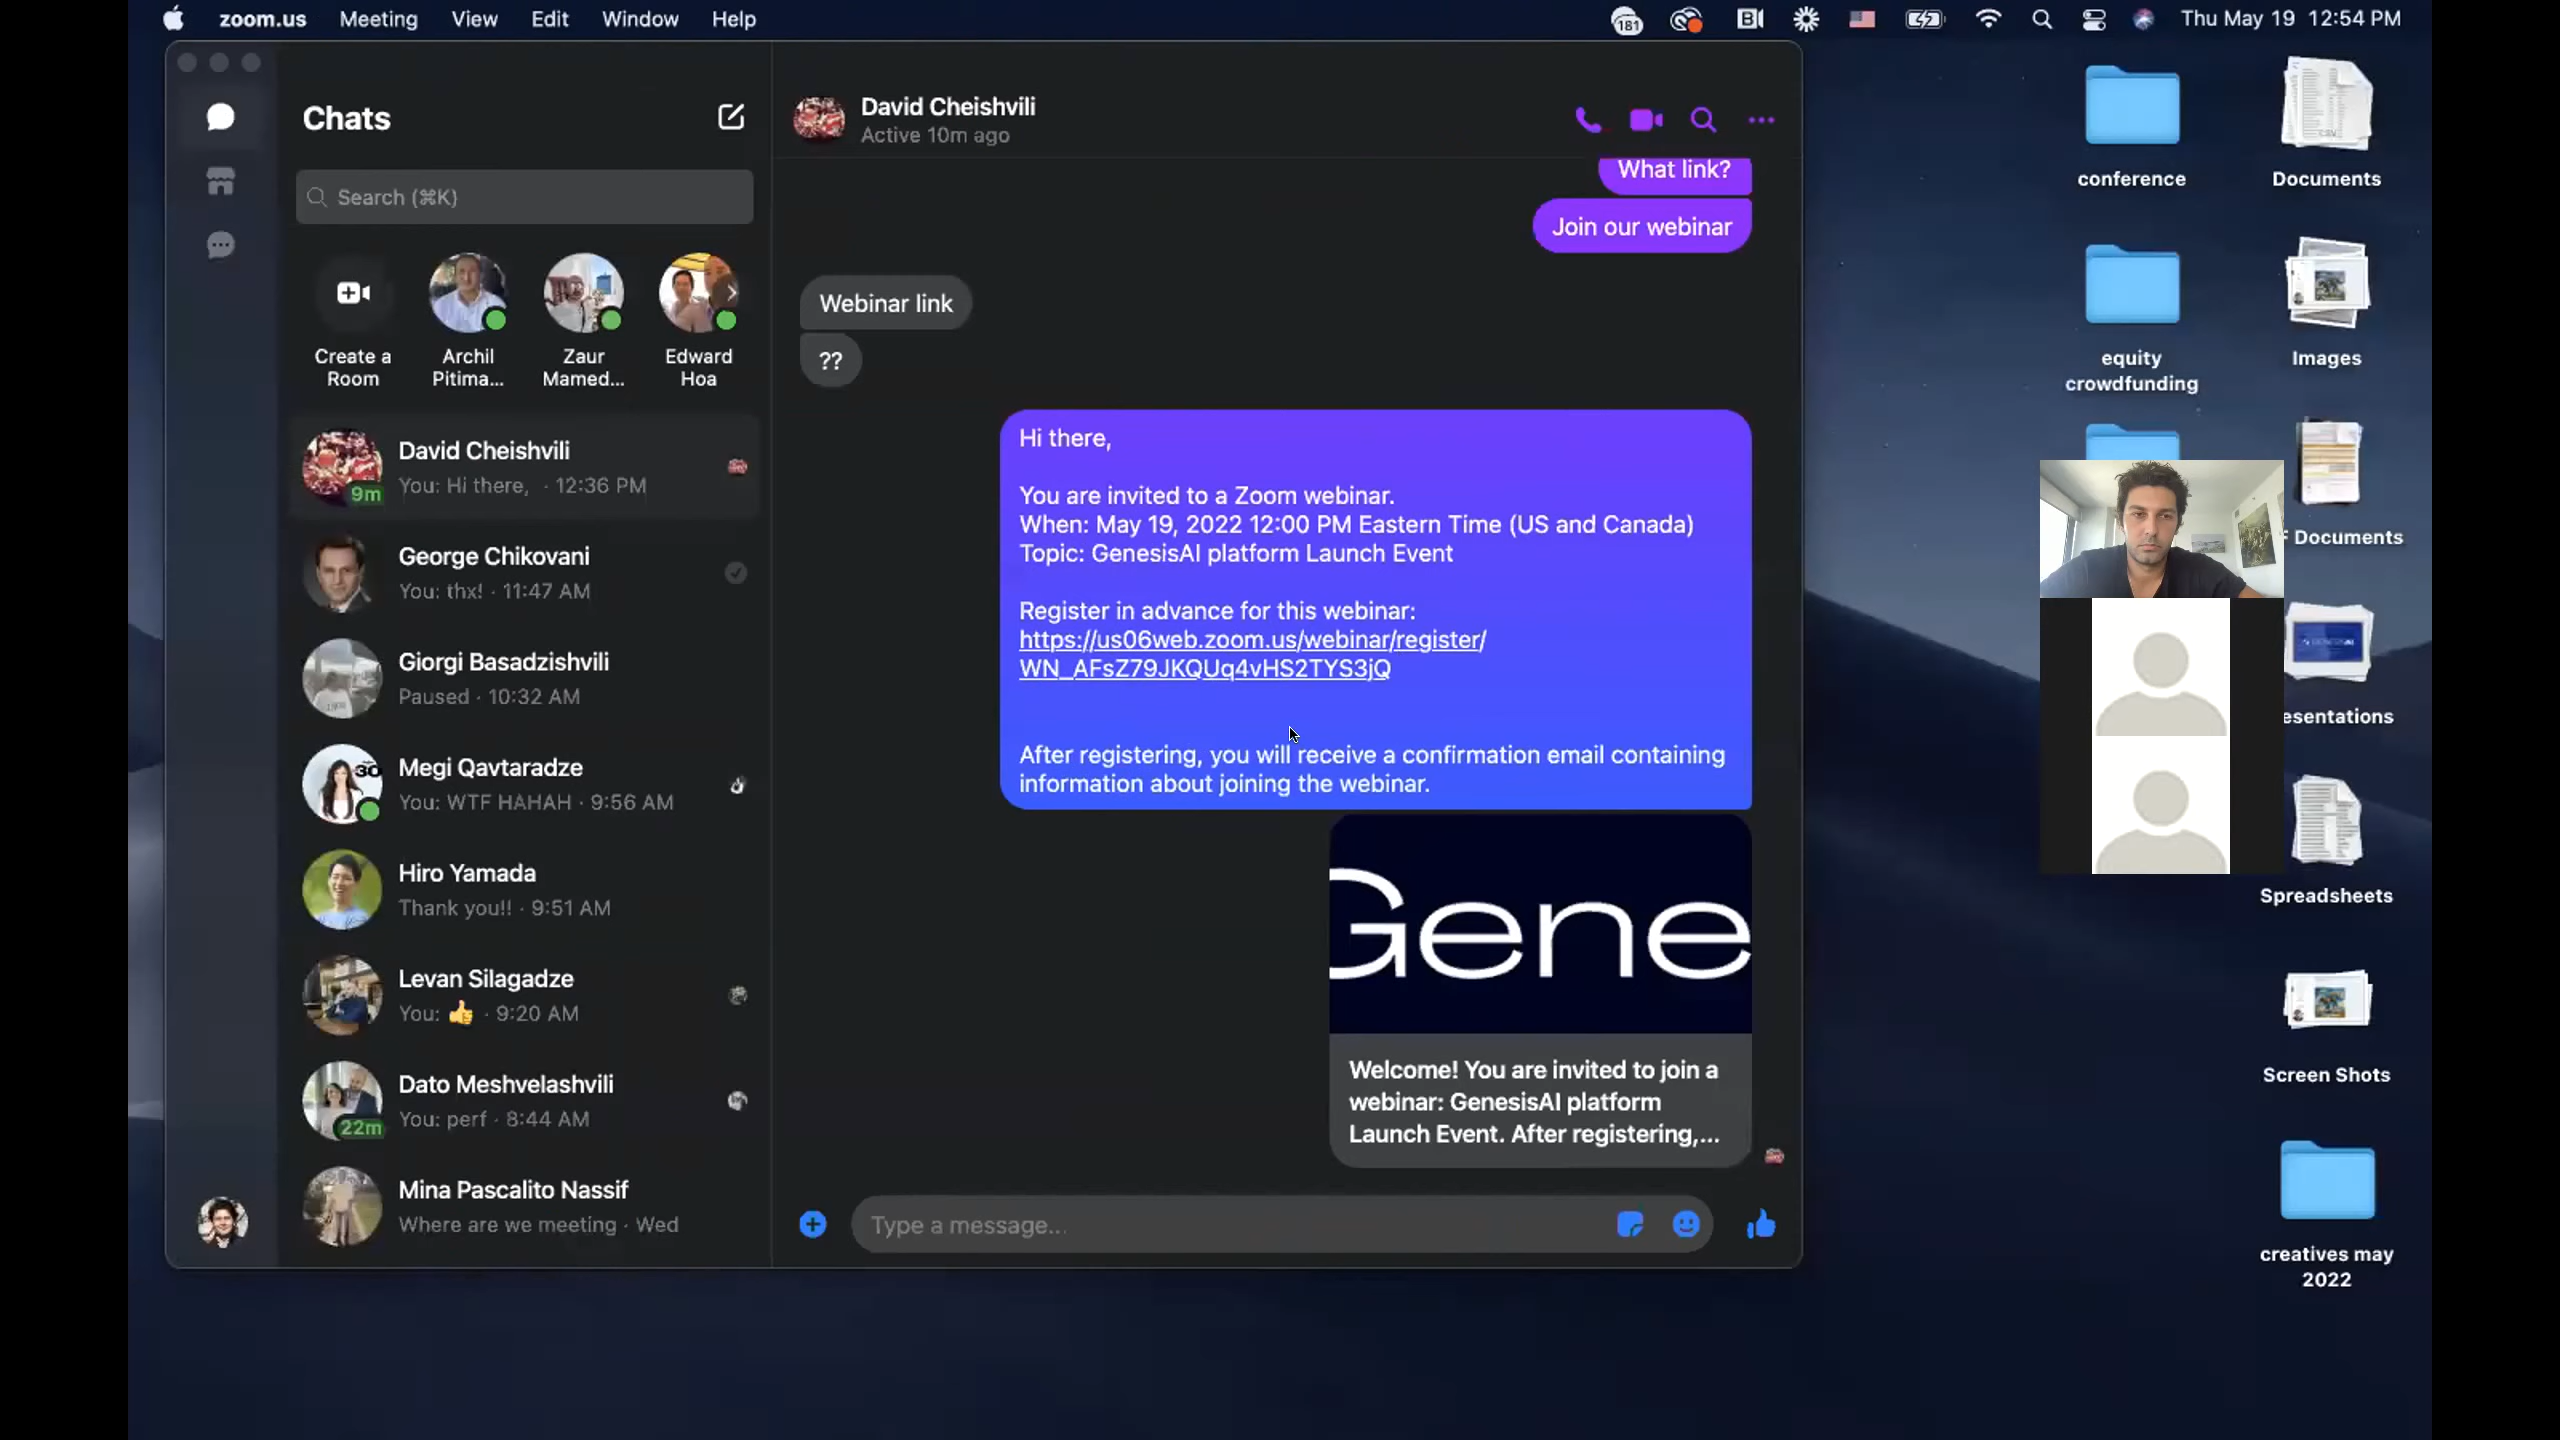 zoom.us Meeting View Edit Window Help
181
Thu May 19 12:54 PM
Chats
Search (⌘K)
Create a
Room
Archil
Pitima...
Zaur
Mamed...
Edward
Hoa
David Cheishvili
You: Hi there, · 12:36 PM
9m
George Chikovani
You: thx! · 11:47 AM
Giorgi Basadzishvili
Paused · 10:32 AM
30
Megi Qavtaradze
You: WTF HAHAH · 9:56 AM
Hiro Yamada
Thank you!! · 9:51 AM
Levan Silagadze
You: 👍 · 9:20 AM
Dato Meshvelashvili
You: perf · 8:44 AM
22m
Mina Pascalito Nassif
Where are we meeting · Wed
David Cheishvili
Active 10m ago
What link?
Join our webinar
Webinar link
??
Hi there,
You are invited to a Zoom webinar.
When: May 19, 2022 12:00 PM Eastern Time (US and Canada)
Topic: GenesisAI platform Launch Event
Register in advance for this webinar:
https://us06web.zoom.us/webinar/register/
WN_AFsZ79JKQUq4vHS2TYS3jQ
After registering, you will receive a confirmation email containing
information about joining the webinar.
Gene
Welcome! You are invited to join a
webinar: GenesisAI platform
Launch Event. After registering,...
Type a message...
conference
Documents
equity
crowdfunding
Images
Documents
esentations
Spreadsheets
Screen Shots
creatives may
2022